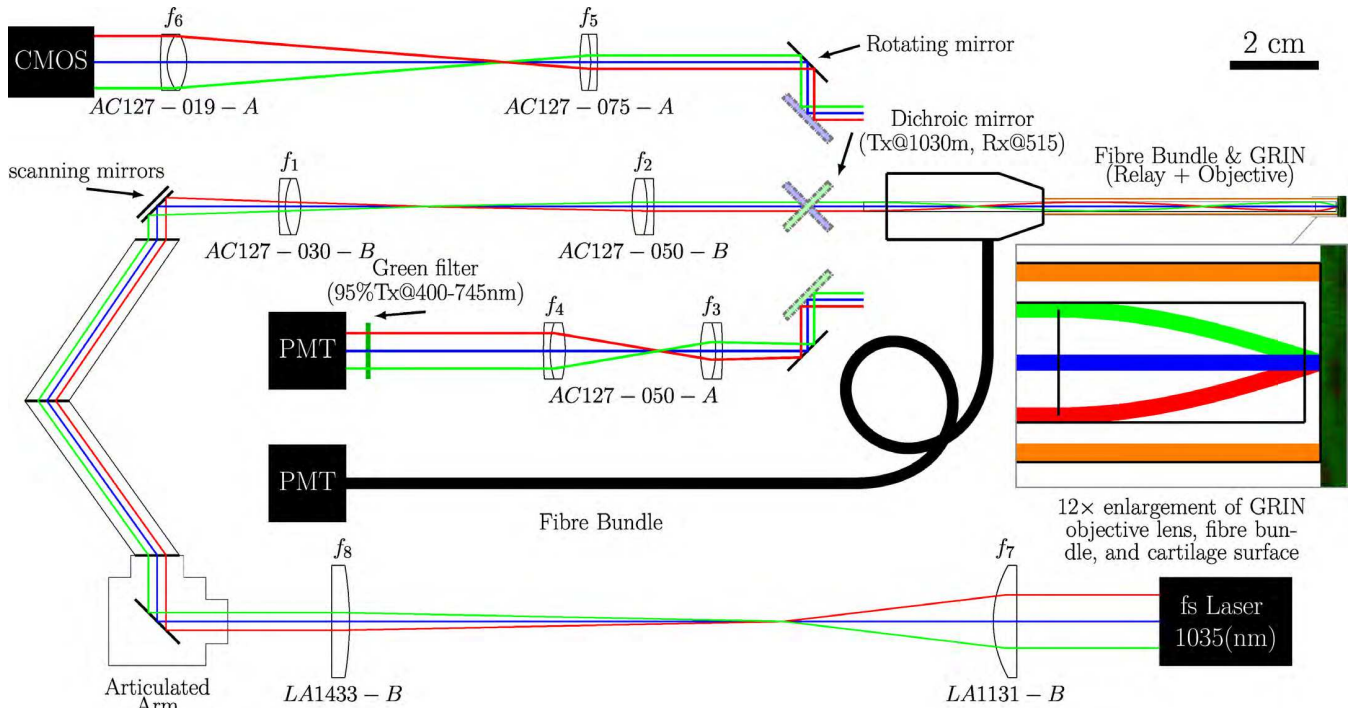 f6
f5
CMOS
Rotating mirror
2 cm
AC127−019−A
AC127−075−A
Dichroic mirror
(Tx@1030m, Rx@515)
Fibre Bundle & GRIN
(Relay + Objective)
scanning mirrors
f1
f2
AC127−030−B
AC127−050−B
Green filter
(95%Tx@400-745nm)
f4
f3
PMT
AC127−050−A
PMT
Fibre Bundle
12× enlargement of GRIN
objective lens, fibre bun-
dle, and cartilage surface
f8
f7
fs Laser
1035(nm)
LA1433−B
LA1131−B
Articulated
Arm